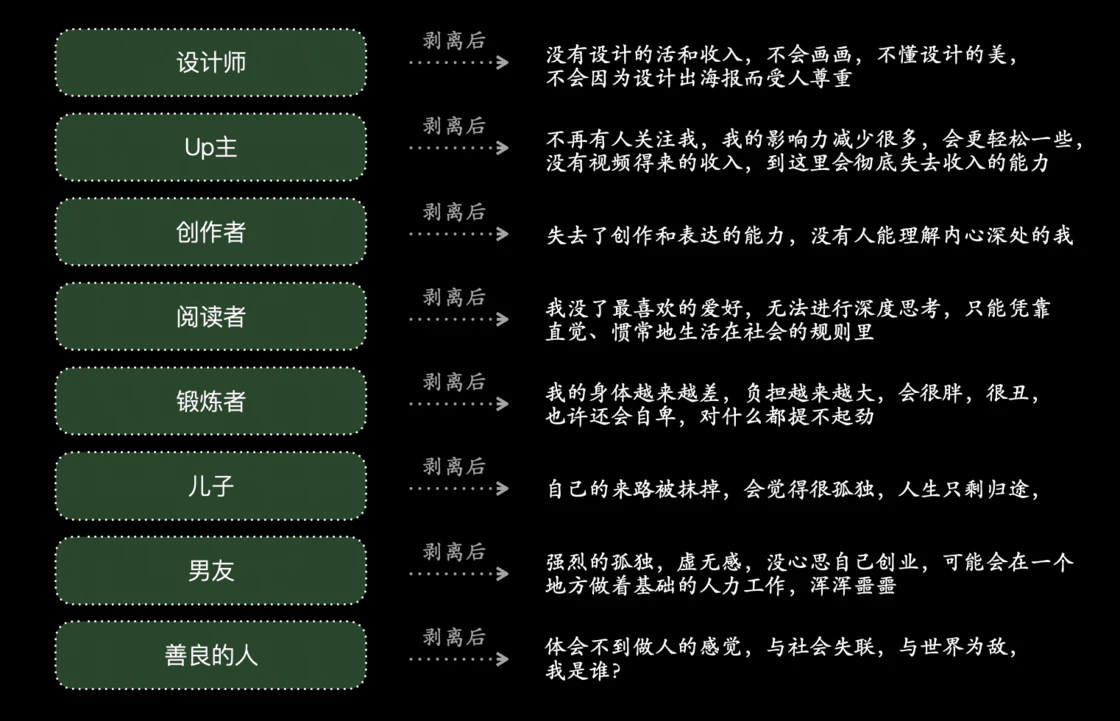 设计师
剥离后
没有设计的活和收入，不会画画，不懂设计的美，
不会因为设计出海报而受人尊重
Up主
剥离后
不再有人关注我，我的影响力减少很多，会更轻松一些，
没有视频得来的收入，到这里会彻底失去收入的能力
创作者
剥离后
失去了创作和表达的能力，没有人能理解内心深处的我
阅读者
剥离后
我没了最喜欢的爱好，无法进行深度思考，只能凭靠
直觉、惯常地生活在社会的规则里
锻炼者
剥离后
我的身体越来越差，负担越来越大，会很胖，很丑，
也许还会自卑，对什么都提不起劲
儿子
剥离后
自己的来路被抹掉，会觉得很孤独，人生只剩归途，
男友
剥离后
强烈的孤独，虚无感，没心思自己创业，可能会在一个
地方做着基础的人力工作，浑浑噩噩
善良的人
剥离后
体会不到做人的感觉，与社会失联，与世界为敌，
我是谁？